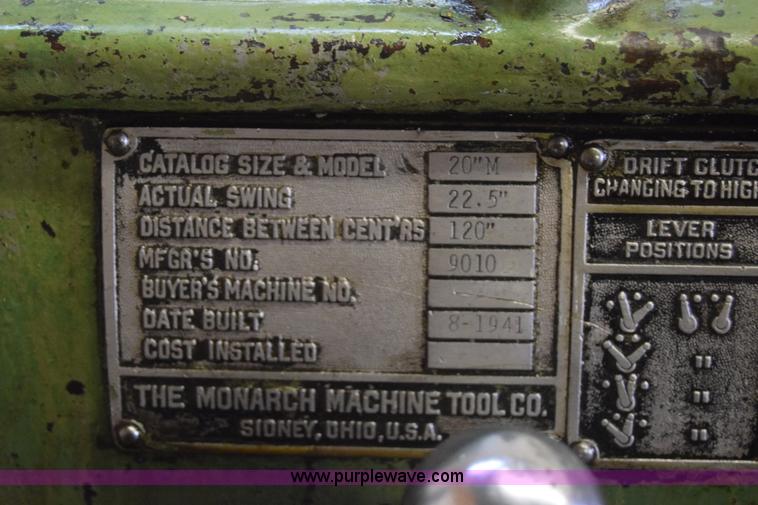 CATALOG SIZE & MODEL 20"M
ACTUAL SWING 22.5"
DISTANCE BETWEEN CENT'RS 120"
MFGR'S NO. 9010
BUYER'S MACHINE NO.
DATE BUILT 8-1941
COST INSTALLED
THE MONARCH MACHINE TOOL CO.
SIDNEY, OHIO, U.S.A.
DRIFT CLUTC
CHANGING TO HIGH
LEVER
POSITIONS
"
"
"
www.purplewave.com